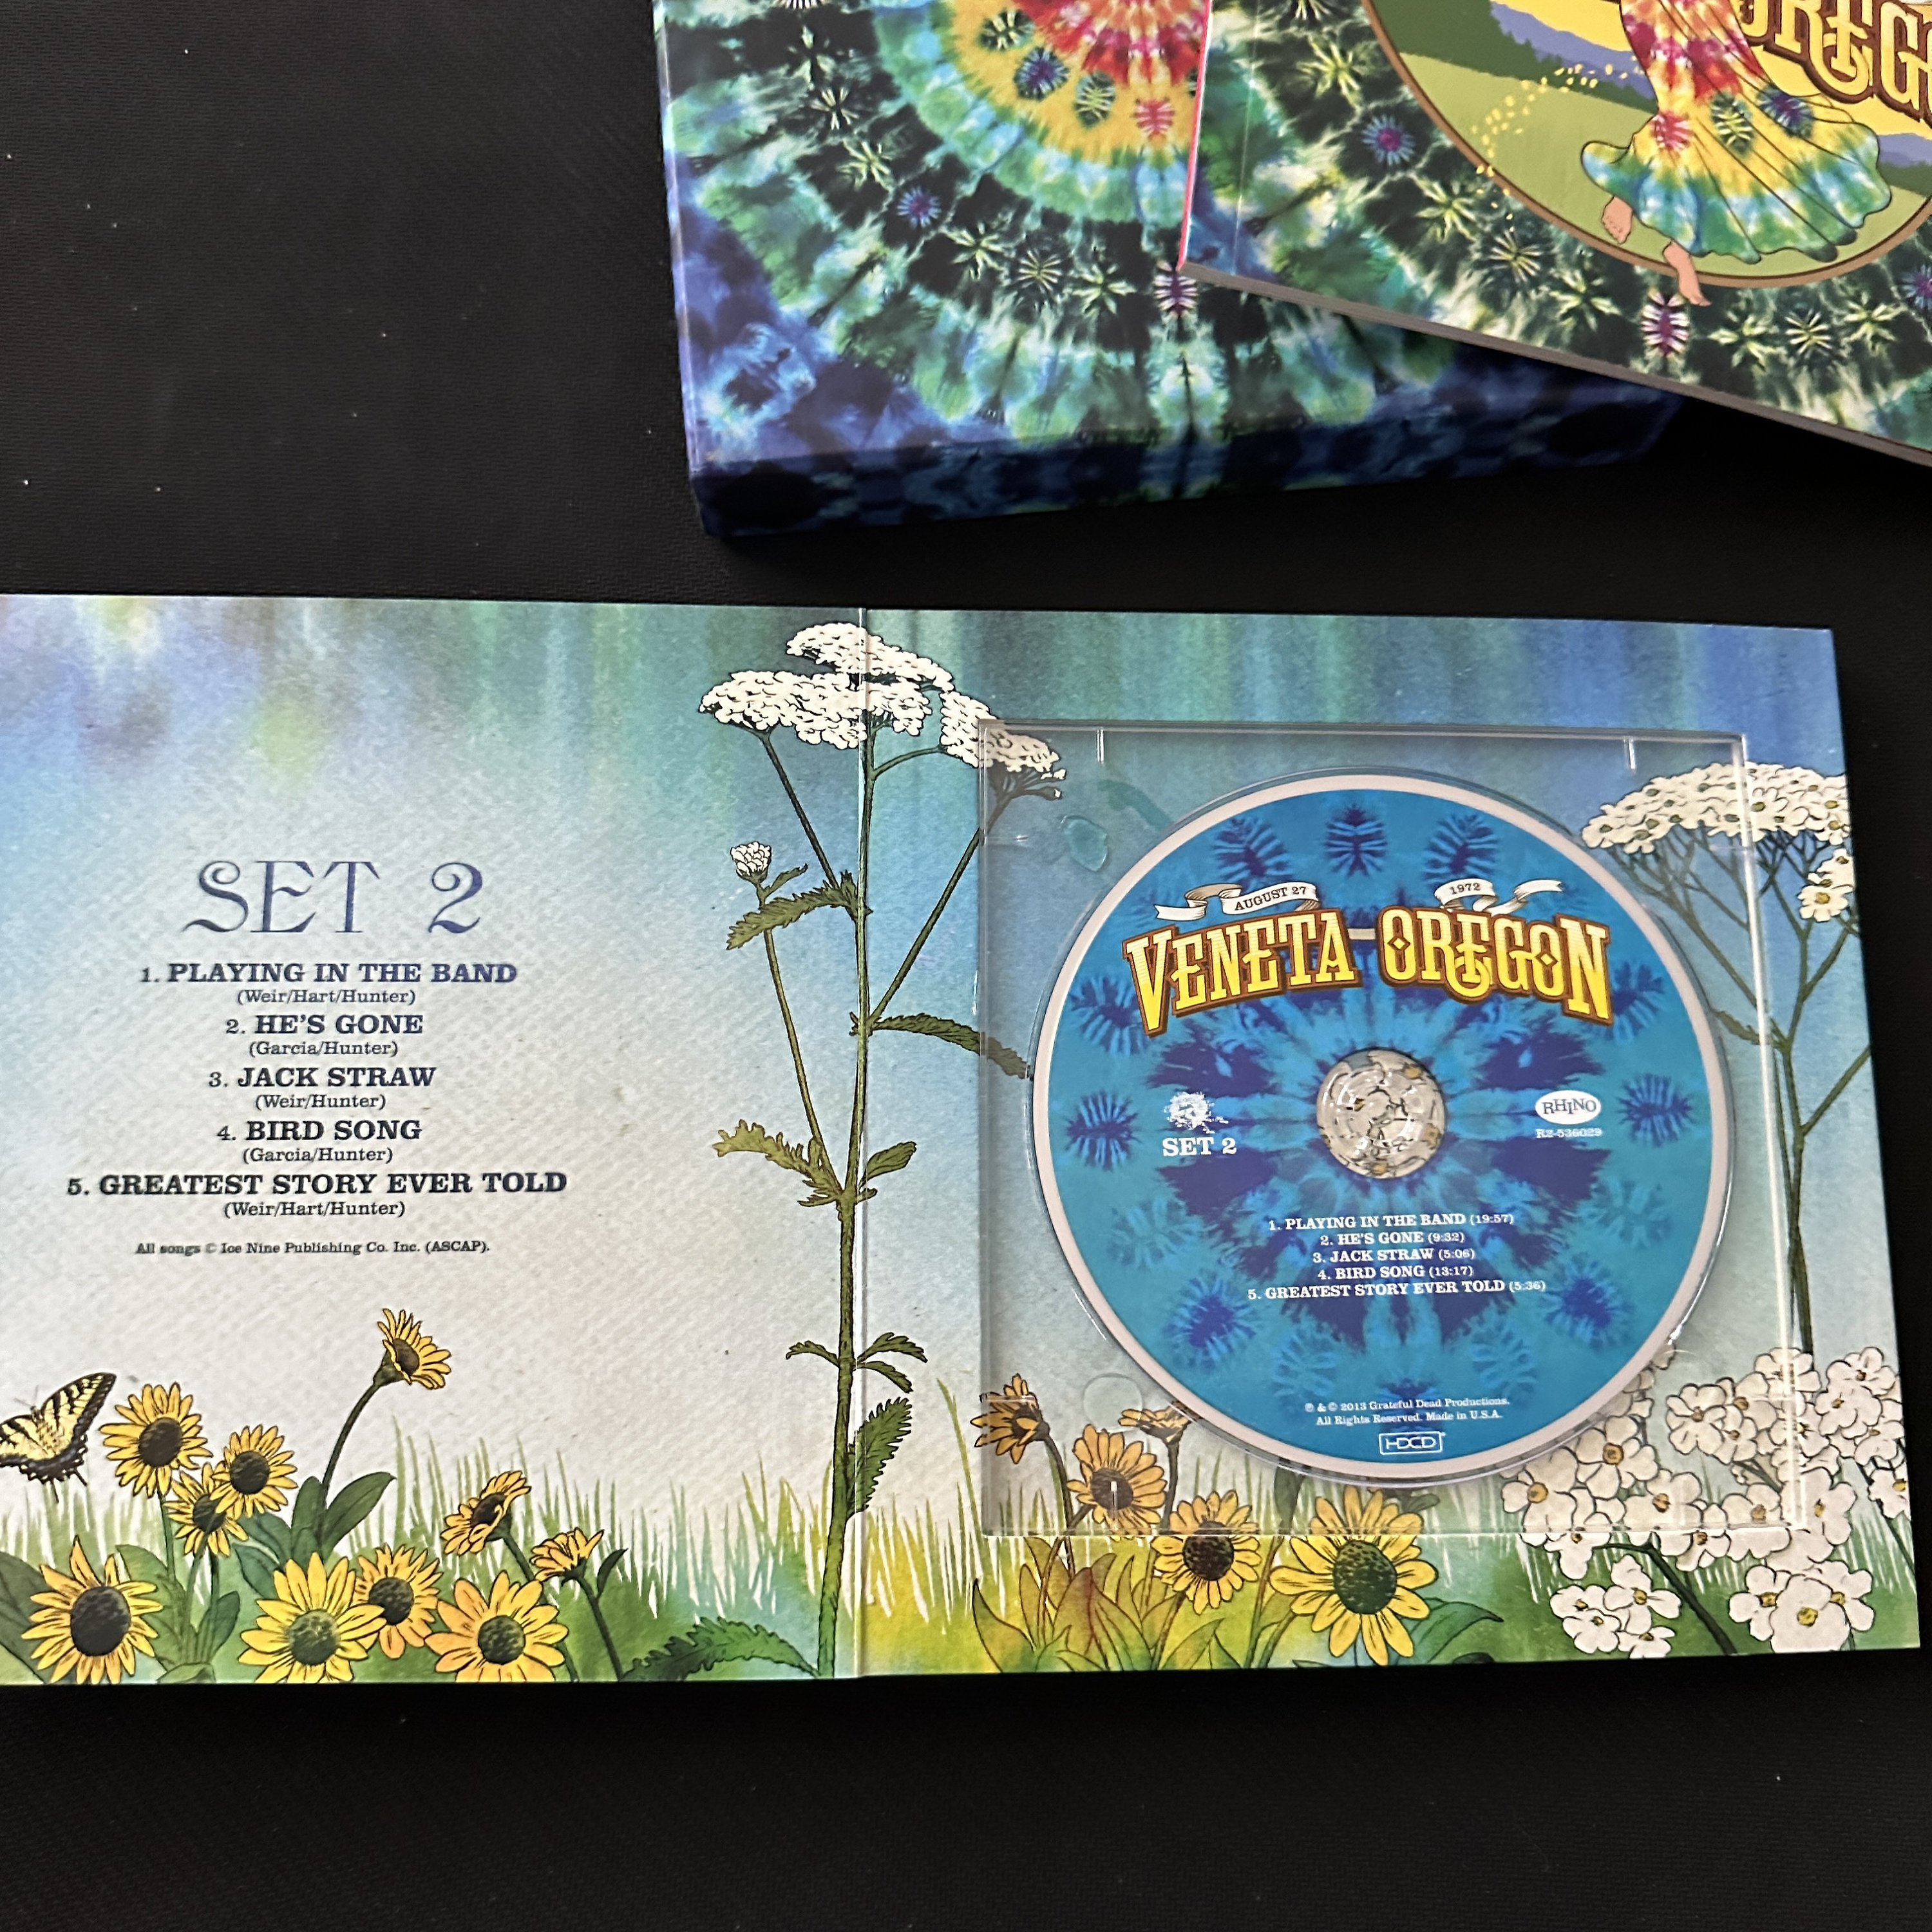 OREGO
SET 2
1. PLAYING IN THE BAND
(Weir/Hart/Hunter)
2. HE'S GONE
(Garcia/Hunter)
3. JACK STRAW
(Weir/Hunter)
4. BIRD SONG
(Garcia/Hunter)
5. GREATEST STORY EVER TOLD
(Weir/Hart/Hunter)
All songs © Ice Nine Publishing Co. Inc. (ASCAP).
AUGUST 27 1972
VENETA OREGON
SET 2
RHINO
R2-536029
1. PLAYING IN THE BAND (19:57)
2. HE'S GONE (9:32)
3. JACK STRAW (5:06)
4. BIRD SONG (13:17)
5. GREATEST STORY EVER TOLD (5:36)
℗ & © 2013 Grateful Dead Productions.
All Rights Reserved. Made in U.S.A.
HDCD®